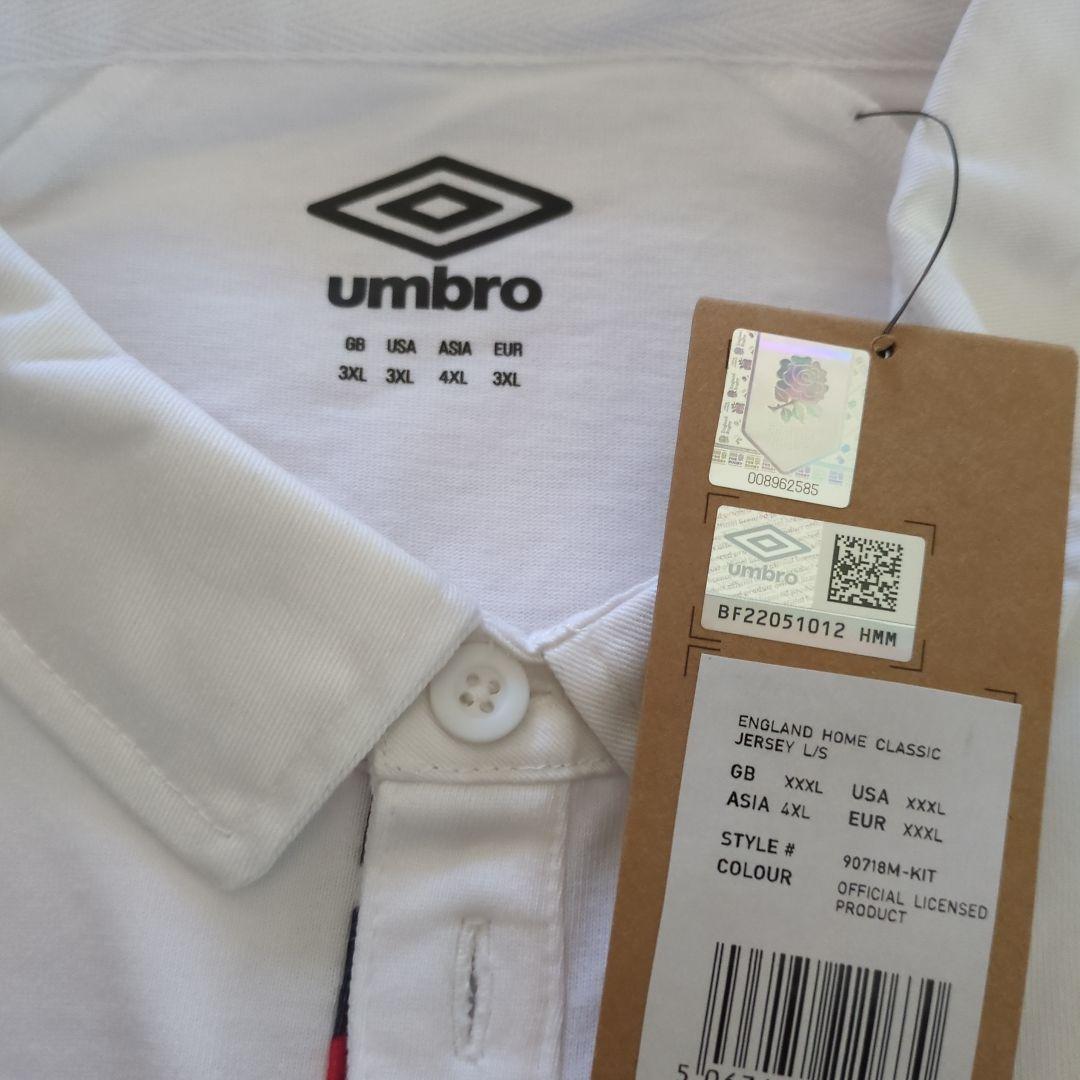 umbro
GB USA ASIA EUR
3XL 3XL 4XL 3XL
008962585
umbro
BF22051012 HMM
ENGLAND HOME CLASSIC
JERSEY L/S
GB XXXL USA XXXL
ASIA 4XL EUR XXXL
STYLE # 90718M-KIT
COLOUR OFFICIAL LICENSED
PRODUCT